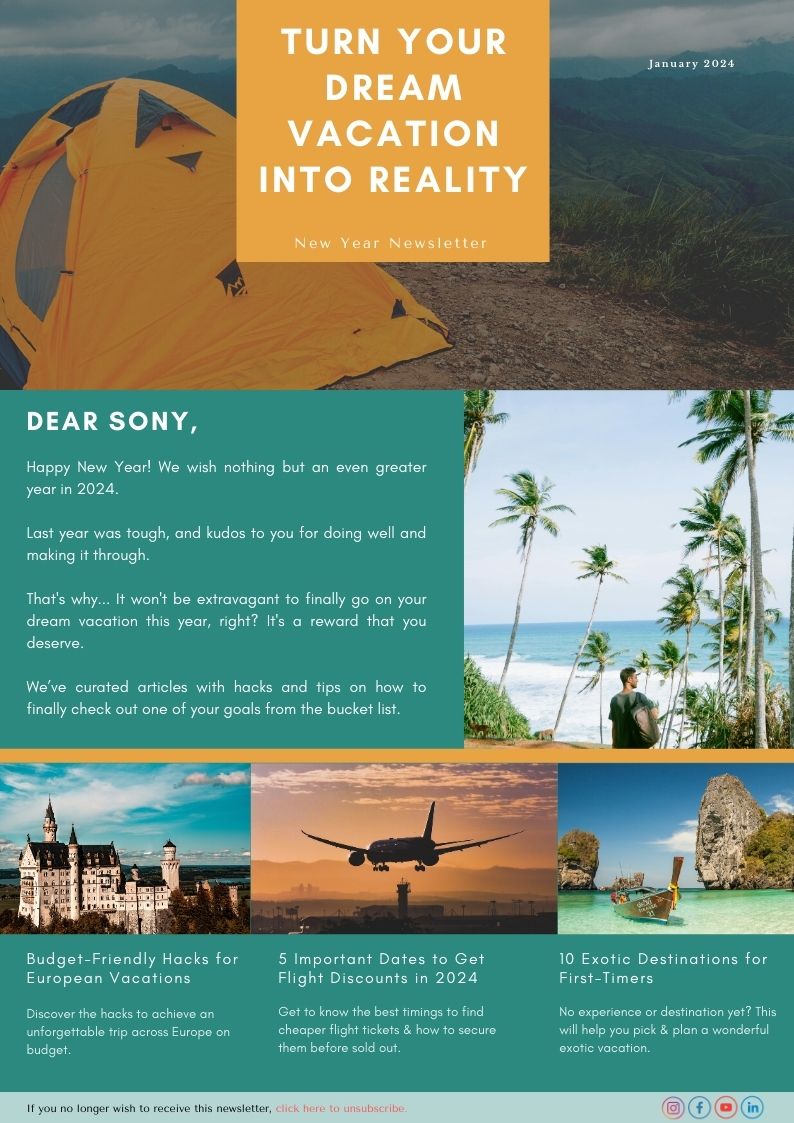 TURN YOUR
DREAM
VACATION
INTO REALITY
New Year Newsletter
January 2024
DEAR SONY,
Happy New Year! We wish nothing but an even greater
year in 2024.
Last year was tough, and kudos to you for doing well and
making it through.
That's why... It won't be extravagant to finally go on your
dream vacation this year, right? It's a reward that you
deserve.
We’ve curated articles with hacks and tips on how to
finally check out one of your goals from the bucket list.
Budget-Friendly Hacks for
European Vacations
Discover the hacks to achieve an
unforgettable trip across Europe on
budget.
5 Important Dates to Get
Flight Discounts in 2024
Get to know the best timings to find
cheaper flight tickets & how to secure
them before sold out.
10 Exotic Destinations for
First-Timers
No experience or destination yet? This
will help you pick & plan a wonderful
exotic vacation.
If you no longer wish to receive this newsletter, click here to unsubscribe.